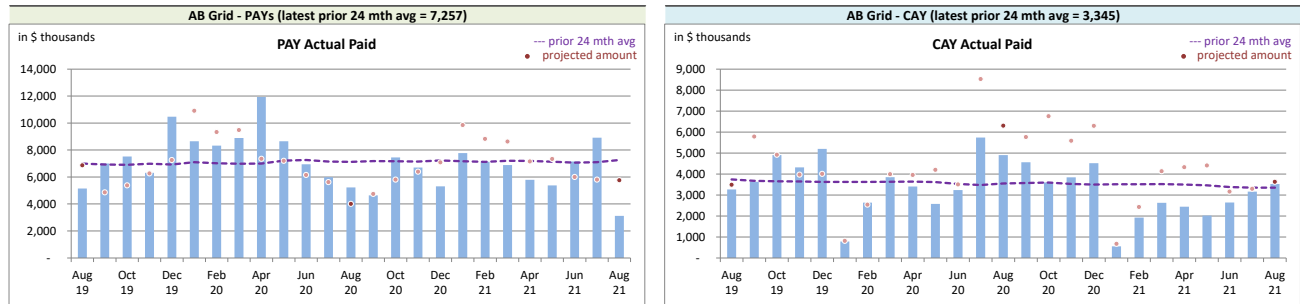 AB Grid - PAYs (latest prior 24 mth avg = 7,257)
in $ thousands
PAY Actual Paid
--- prior 24 mth avg
• projected amount
14,000
12,000
10,000
8,000
6,000
4,000
2,000
-
Aug Oct Dec Feb Apr Jun Aug Oct Dec Feb Apr Jun Aug
19 19 19 20 20 20 20 20 20 21 21 21 21
AB Grid - CAY (latest prior 24 mth avg = 3,345)
in $ thousands
CAY Actual Paid
--- prior 24 mth avg
• projected amount
9,000
8,000
7,000
6,000
5,000
4,000
3,000
2,000
1,000
-
Aug Oct Dec Feb Apr Jun Aug Oct Dec Feb Apr Jun Aug
19 19 19 20 20 20 20 20 20 21 21 21 21